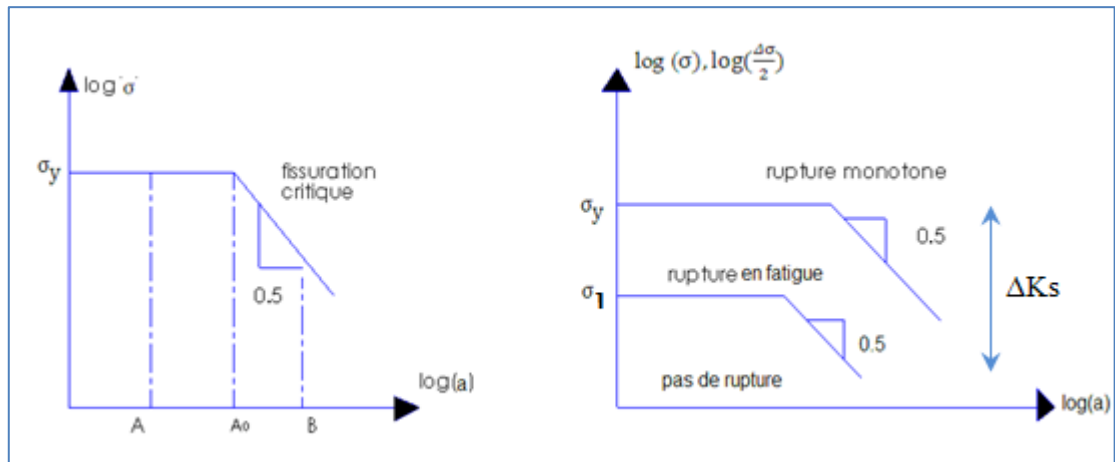 log σ
σy
fissuration
critique
0.5
log(a)
A
A0
B
log (σ), log(Δσ/2)
rupture monotone
σy
0.5
rupture en fatigue
ΔKs
σ1
0.5
pas de rupture
log(a)